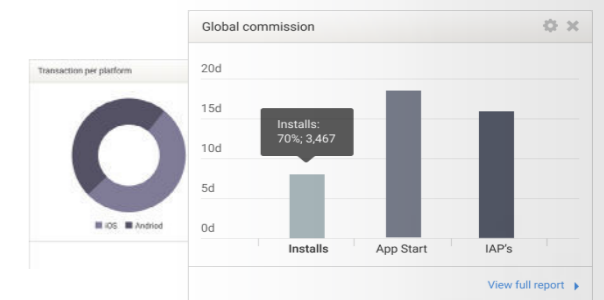 Global commission
Transaction per platform
20d
15d
10d
5d
0d
Installs:
70%; 3,467
Installs
App Start
IAP's
iOS
Andriod
View full report